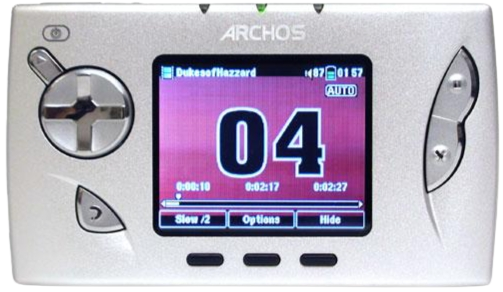 ARCHOS
DukesofHazzard 87 01 57
AUTO
04
0:00:10 0:02:17 0:02:27
Slow /2 Options Hide